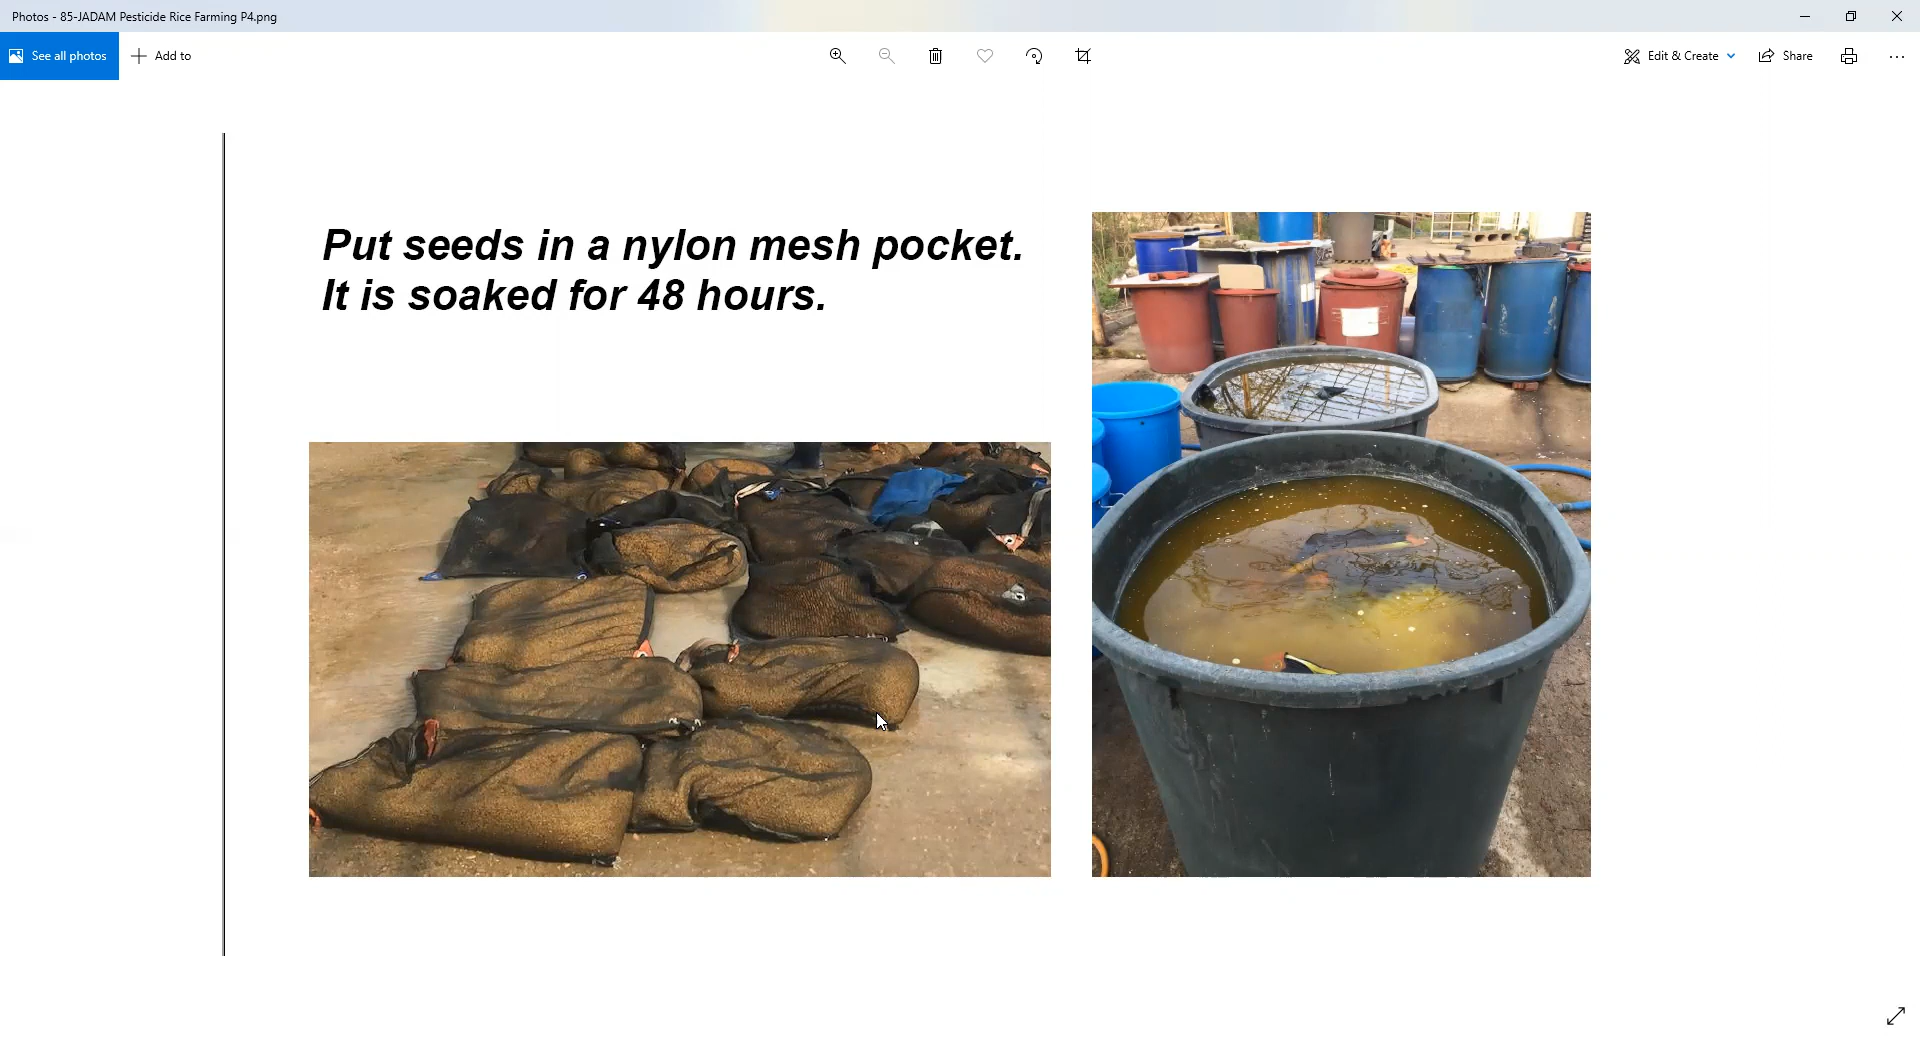 Photos - 85-JADAM Pesticide Rice Farming P4.png
See all photos
Add to
Edit & Create
Share
Put seeds in a nylon mesh pocket.
It is soaked for 48 hours.